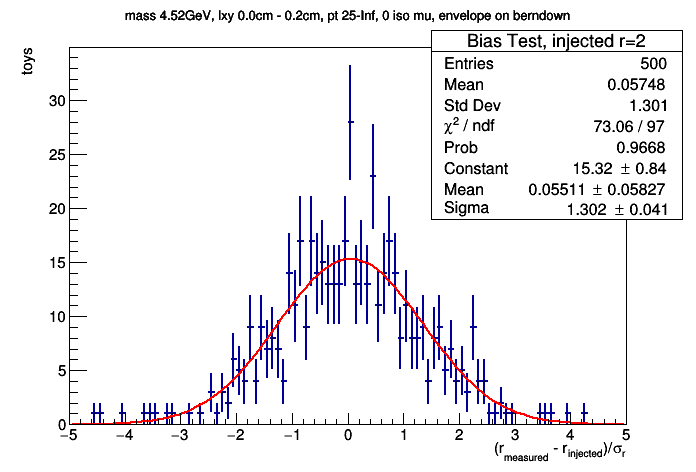 mass 4.52GeV, lxy 0.0cm - 0.2cm, pt 25-Inf, 0 iso mu, envelope on berndown
Bias Test, injected r=2
Entries 500
Mean 0.05748
Std Dev 1.301
χ² / ndf 73.06 / 97
Prob 0.9668
Constant 15.32 ± 0.84
Mean 0.05511 ± 0.05827
Sigma 1.302 ± 0.041
toys
30
25
20
15
10
5
0
−5 −4 −3 −2 −1 0 1 2 3 4 5
(r_measured - r_injected)/σ_r